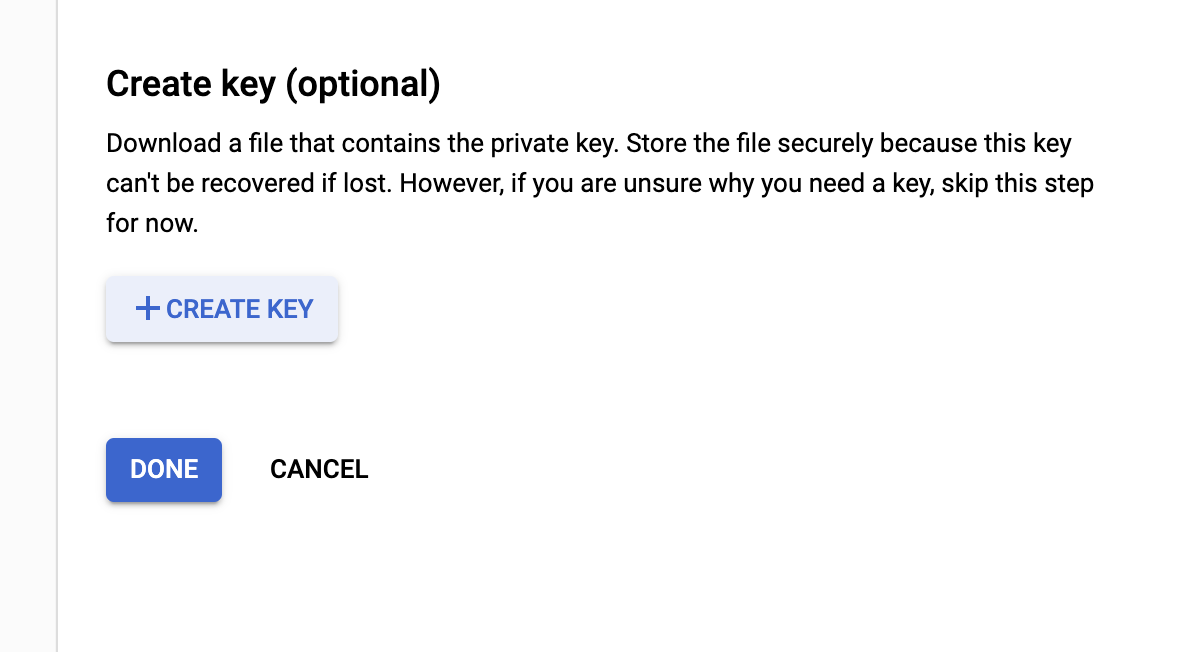 Create key (optional)
Download a file that contains the private key. Store the file securely because this key
can't be recovered if lost. However, if you are unsure why you need a key, skip this step
for now.
+ CREATE KEY
DONE CANCEL